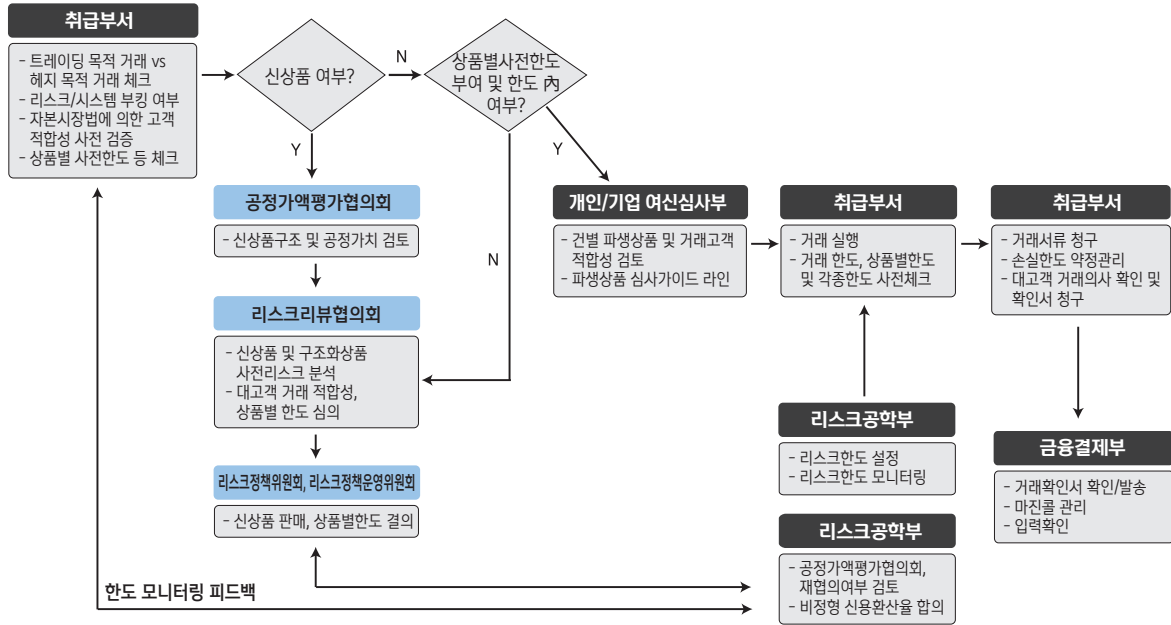 취급부서
- 트레이딩 목적 거래 vs
헤지 목적 거래 체크
- 리스크/시스템 부킹 여부
- 자본시장법에 의한 고객
적합성 사전 검증
- 상품별 사전한도 등 체크
신상품 여부?
N
상품별사전한도
부여 및 한도 內
여부?
Y
Y
N
공정가액평가협의회
- 신상품구조 및 공정가치 검토
리스크리뷰협의회
- 신상품 및 구조화상품
사전리스크 분석
- 대고객 거래 적합성,
상품별 한도 심의
리스크정책위원회, 리스크정책운영위원회
- 신상품 판매, 상품별한도 결의
개인/기업 여신심사부
- 건별 파생상품 및 거래고객
적합성 검토
- 파생상품 심사가이드 라인
취급부서
- 거래 실행
- 거래 한도, 상품별한도
및 각종한도 사전체크
취급부서
- 거래서류 청구
- 손실한도 약정관리
- 대고객 거래의사 확인 및
확인서 청구
리스크공학부
- 리스크한도 설정
- 리스크한도 모니터링
금융결제부
- 거래확인서 확인/발송
- 마진콜 관리
- 입력확인
리스크공학부
- 공정가액평가협의회,
재협의여부 검토
- 비정형 신용환산율 합의
한도 모니터링 피드백